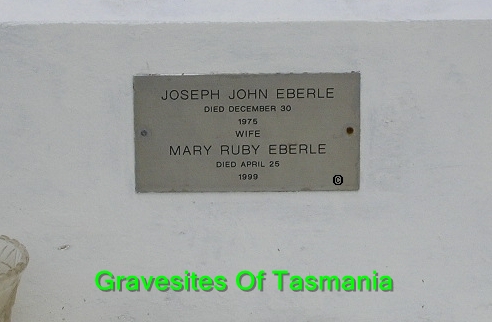 JOSEPH JOHN EBERLE
DIED DECEMBER 30
1975
WIFE
MARY RUBY EBERLE
DIED APRIL 25
1999
©
Gravesites Of Tasmania